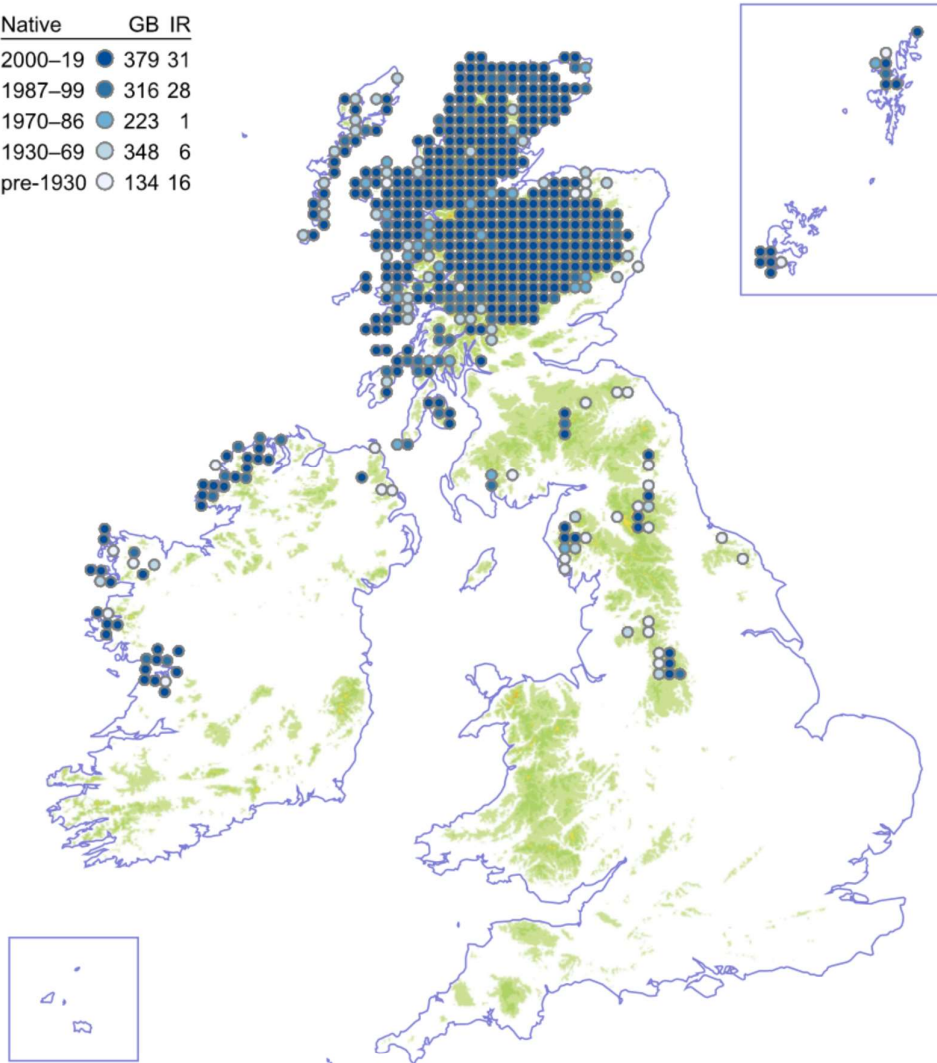 Native GB IR
2000–19 379 31
1987–99 316 28
1970–86 223 1
1930–69 348 6
pre-1930 134 16